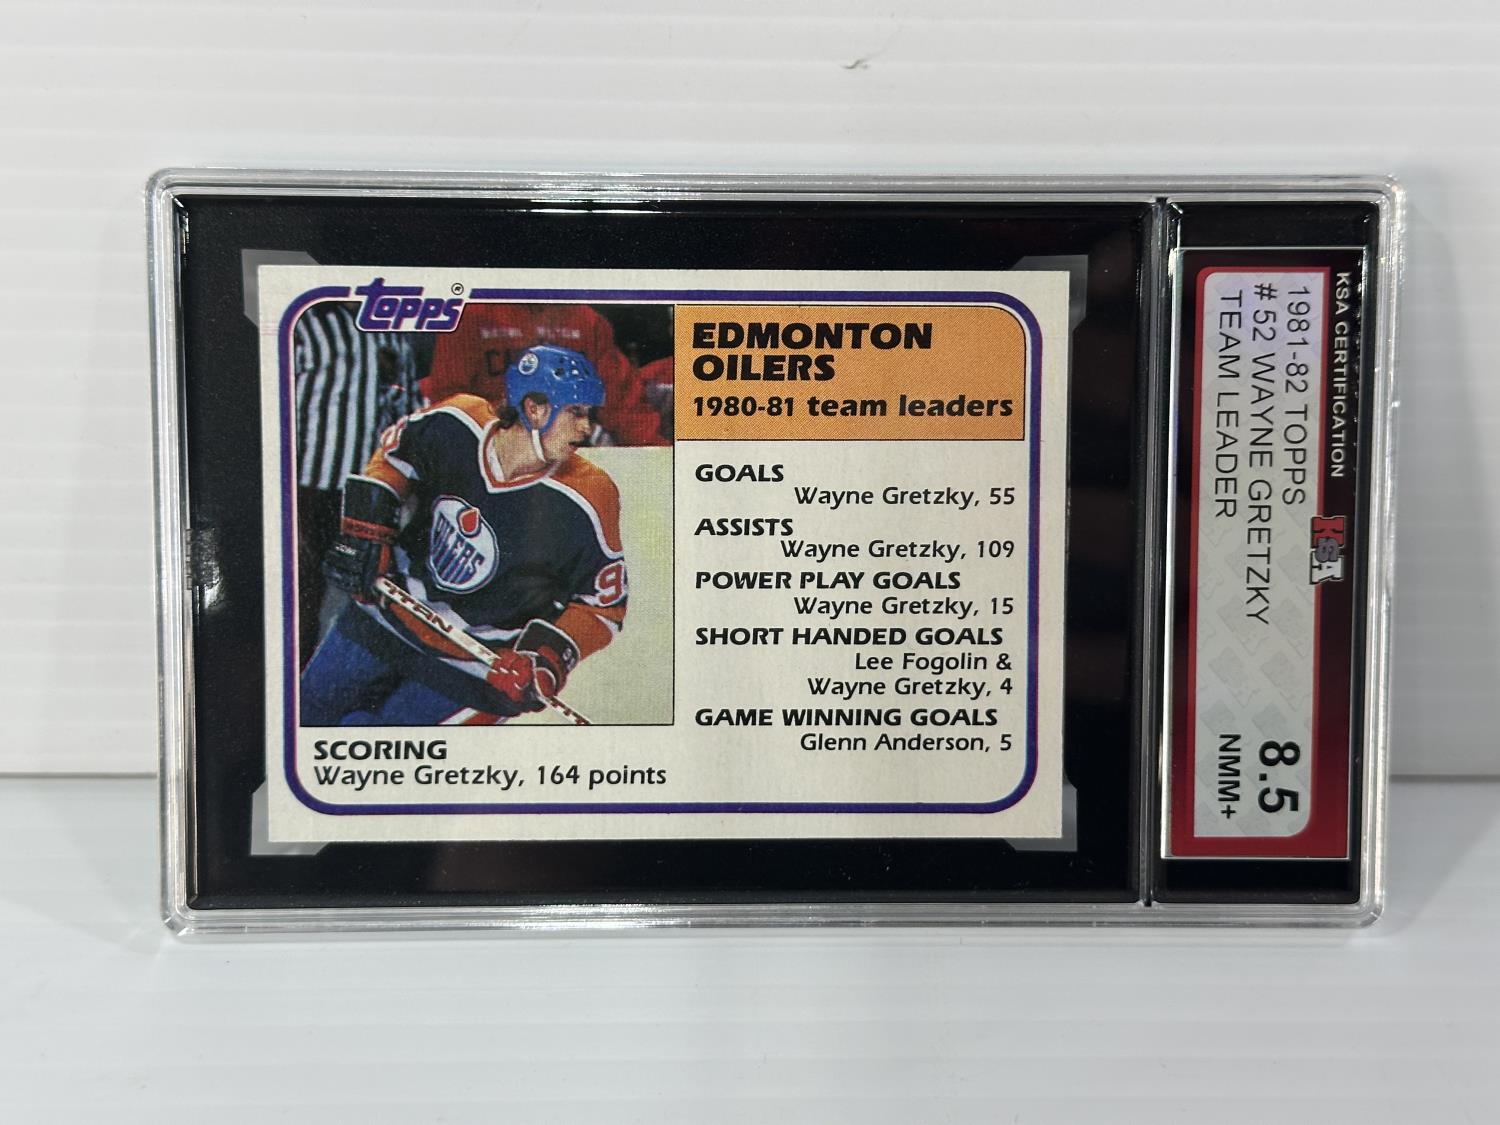 topps®
EDMONTON
OILERS
1980-81 team leaders
GOALS
Wayne Gretzky, 55
ASSISTS
Wayne Gretzky, 109
POWER PLAY GOALS
Wayne Gretzky, 15
SHORT HANDED GOALS
Lee Fogolin &
Wayne Gretzky, 4
GAME WINNING GOALS
Glenn Anderson, 5
SCORING
Wayne Gretzky, 164 points
OILERS
TITAN
9
KSA CERTIFICATION
KSA
1981-82 TOPPS
# 52 WAYNE GRETZKY
TEAM LEADER
8.5
NMM+